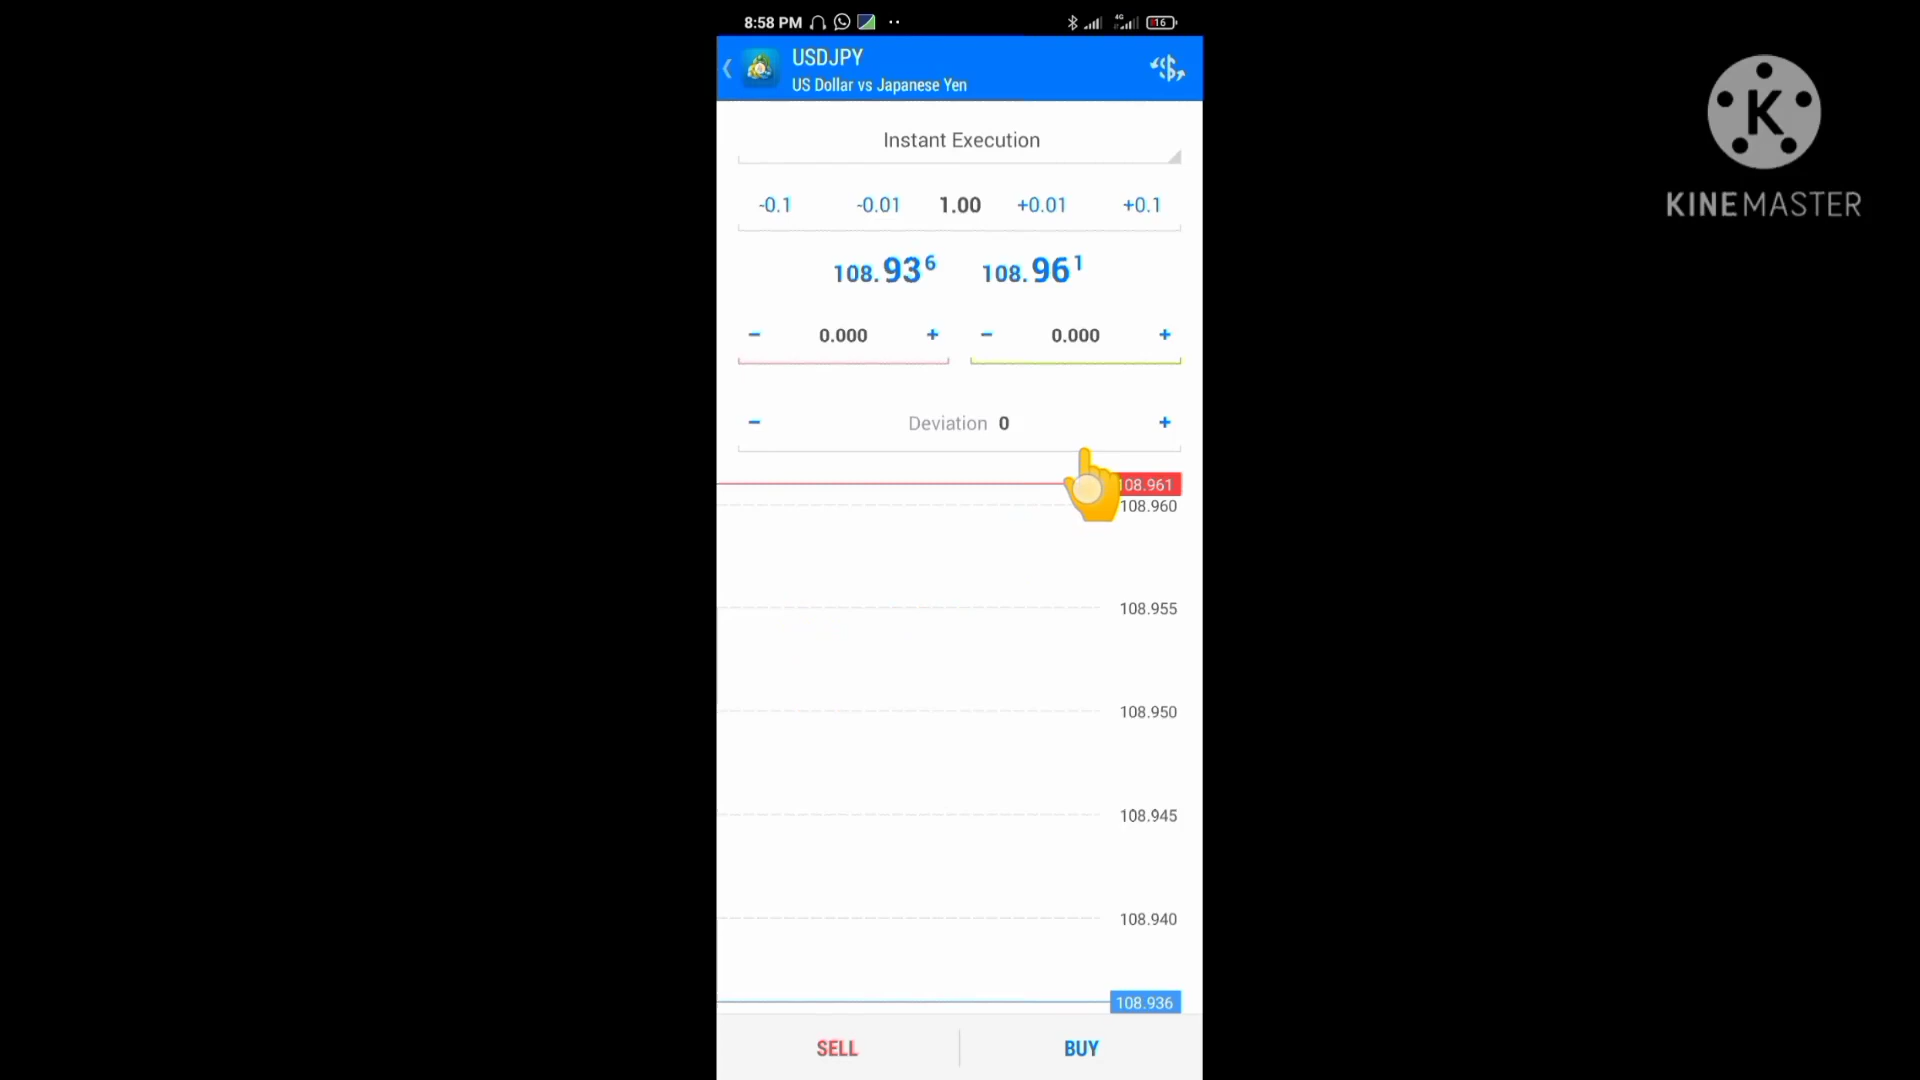 8:58 PM
4G
16
USDJPY
US Dollar vs Japanese Yen
K
KINEMASTER
Instant Execution
-0.1 -0.01 1.00 +0.01 +0.1
108.936 108.961
- 0.000 + - 0.000 +
- Deviation 0 +
108.961
108.960
108.955
108.950
108.945
108.940
108.936
SELL BUY